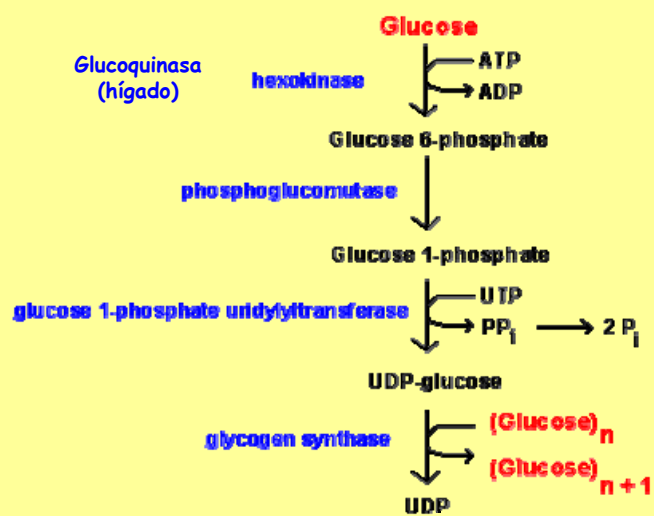 Glucose
Glucoquinasa
(hígado)
hexokinase
ATP
ADP
Glucose 6-phosphate
phosphoglucomutase
Glucose 1-phosphate
glucose 1-phosphate uridylyltransferase
UTP
PPi
2 Pi
UDP-glucose
glycogen synthase
(Glucose)n
(Glucose)n + 1
UDP